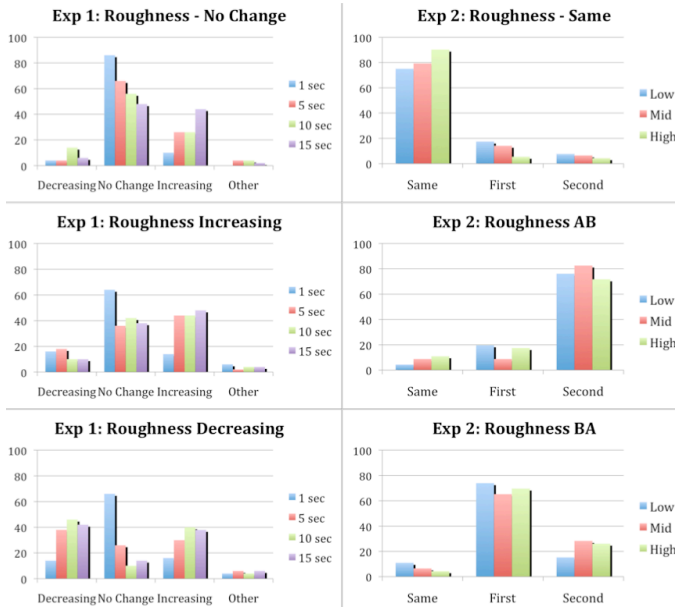 Exp 1: Roughness - No Change
100
80
60
40
20
0
Decreasing No Change Increasing Other
1 sec
5 sec
10 sec
15 sec
Exp 2: Roughness - Same
100
80
60
40
20
0
Same First Second
Low
Mid
High
Exp 1: Roughness Increasing
100
80
60
40
20
0
Decreasing No Change Increasing Other
1 sec
5 sec
10 sec
15 sec
Exp 2: Roughness AB
100
80
60
40
20
0
Same First Second
Low
Mid
High
Exp 1: Roughness Decreasing
100
80
60
40
20
0
Decreasing No Change Increasing Other
1 sec
5 sec
10 sec
15 sec
Exp 2: Roughness BA
100
80
60
40
20
0
Same First Second
Low
Mid
High